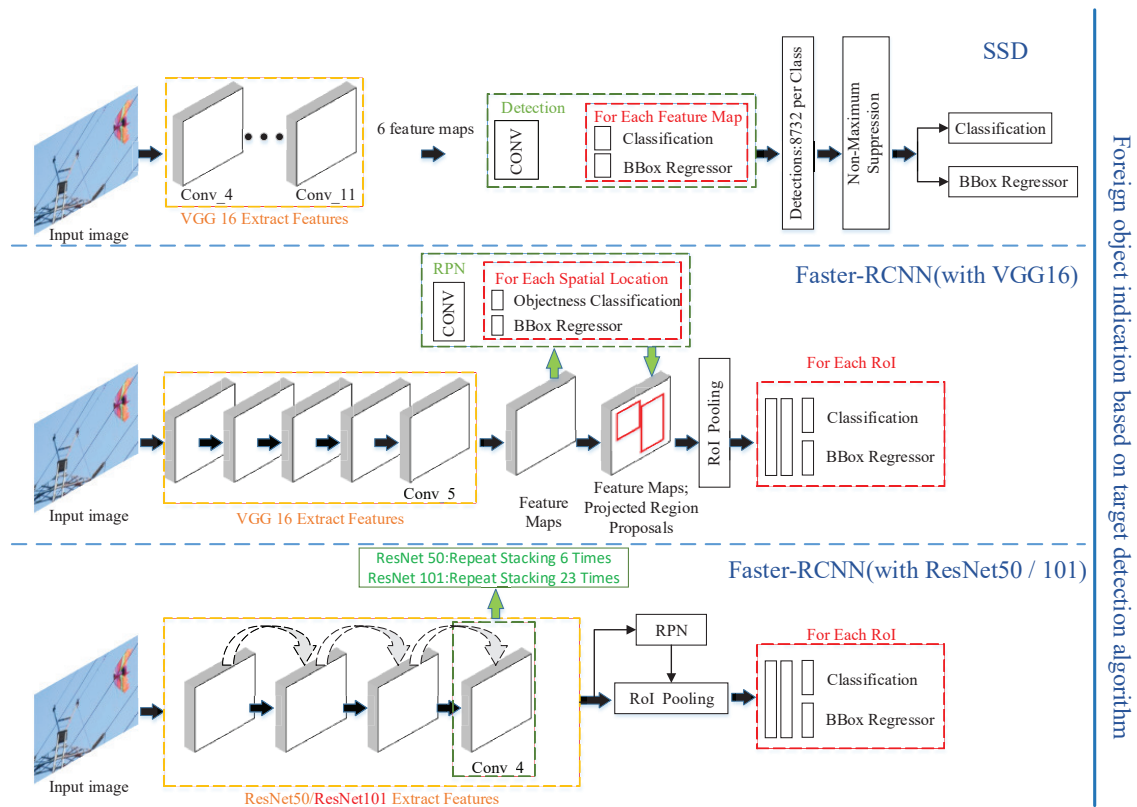 SSD
Detection
For Each Feature Map
CONV
Classification
BBox Regressor
6 feature maps
Conv_4
Conv_11
VGG 16 Extract Features
Input image
Detections:8732 per Class
Non-Maximum
Suppression
Classification
BBox Regressor
Faster-RCNN(with VGG16)
RPN
For Each Spatial Location
CONV
Objectness Classification
BBox Regressor
For Each RoI
RoI Pooling
Classification
BBox Regressor
Conv_5
Input image
VGG 16 Extract Features
Feature
Maps
Feature Maps;
Projected Region
Proposals
Faster-RCNN(with ResNet50 / 101)
ResNet 50:Repeat Stacking 6 Times
ResNet 101:Repeat Stacking 23 Times
RPN
RoI Pooling
For Each RoI
Classification
BBox Regressor
Conv_4
Input image
ResNet50/ResNet101 Extract Features
Foreign object indication based on target detection algorithm